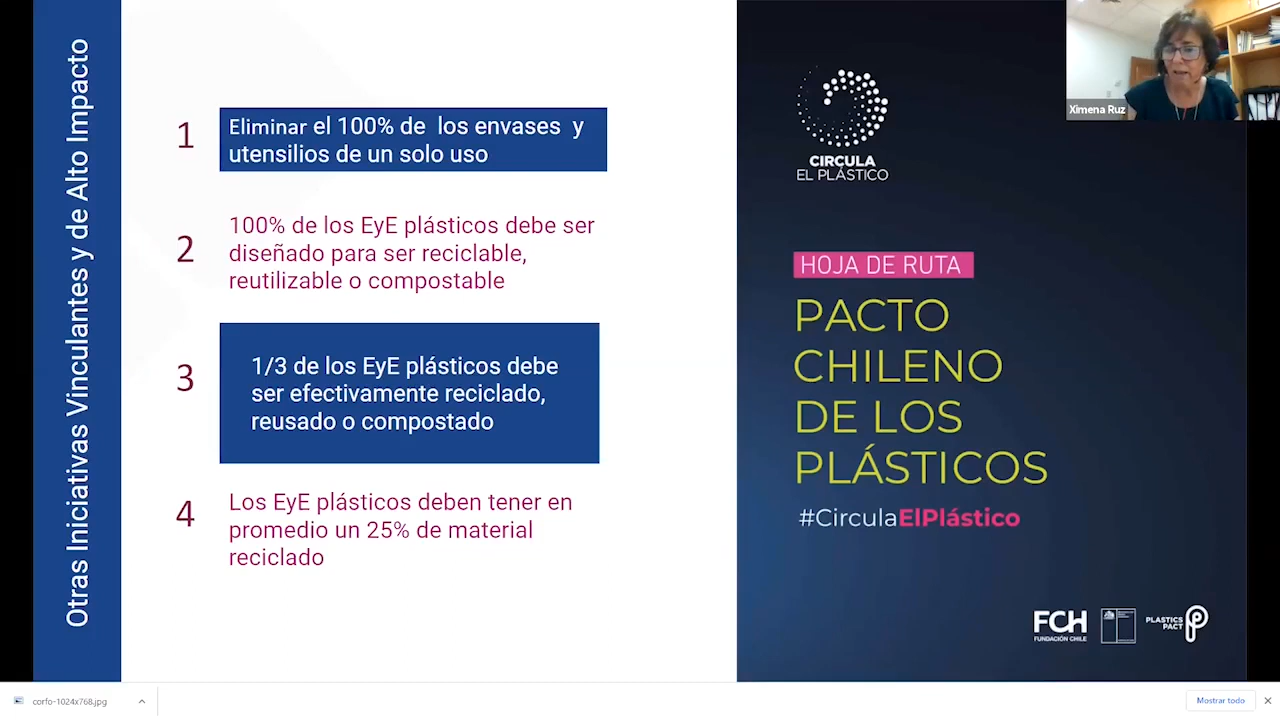 Otras Iniciativas Vinculantes y de Alto Impacto
1
Eliminar el 100% de los envases y
utensilios de un solo uso
2
100% de los EyE plásticos debe ser
diseñado para ser reciclable,
reutilizable o compostable
3
1/3 de los EyE plásticos debe
ser efectivamente reciclado,
reusado o compostado
4
Los EyE plásticos deben tener en
promedio un 25% de material
reciclado
CIRCULA
EL PLÁSTICO
HOJA DE RUTA
PACTO
CHILENO
DE LOS
PLÁSTICOS
#CirculaElPlástico
FCH
FUNDACIÓN CHILE
PLASTICS
PACT
Ximena Ruz
corfo-1024x768.jpg
Mostrar todo